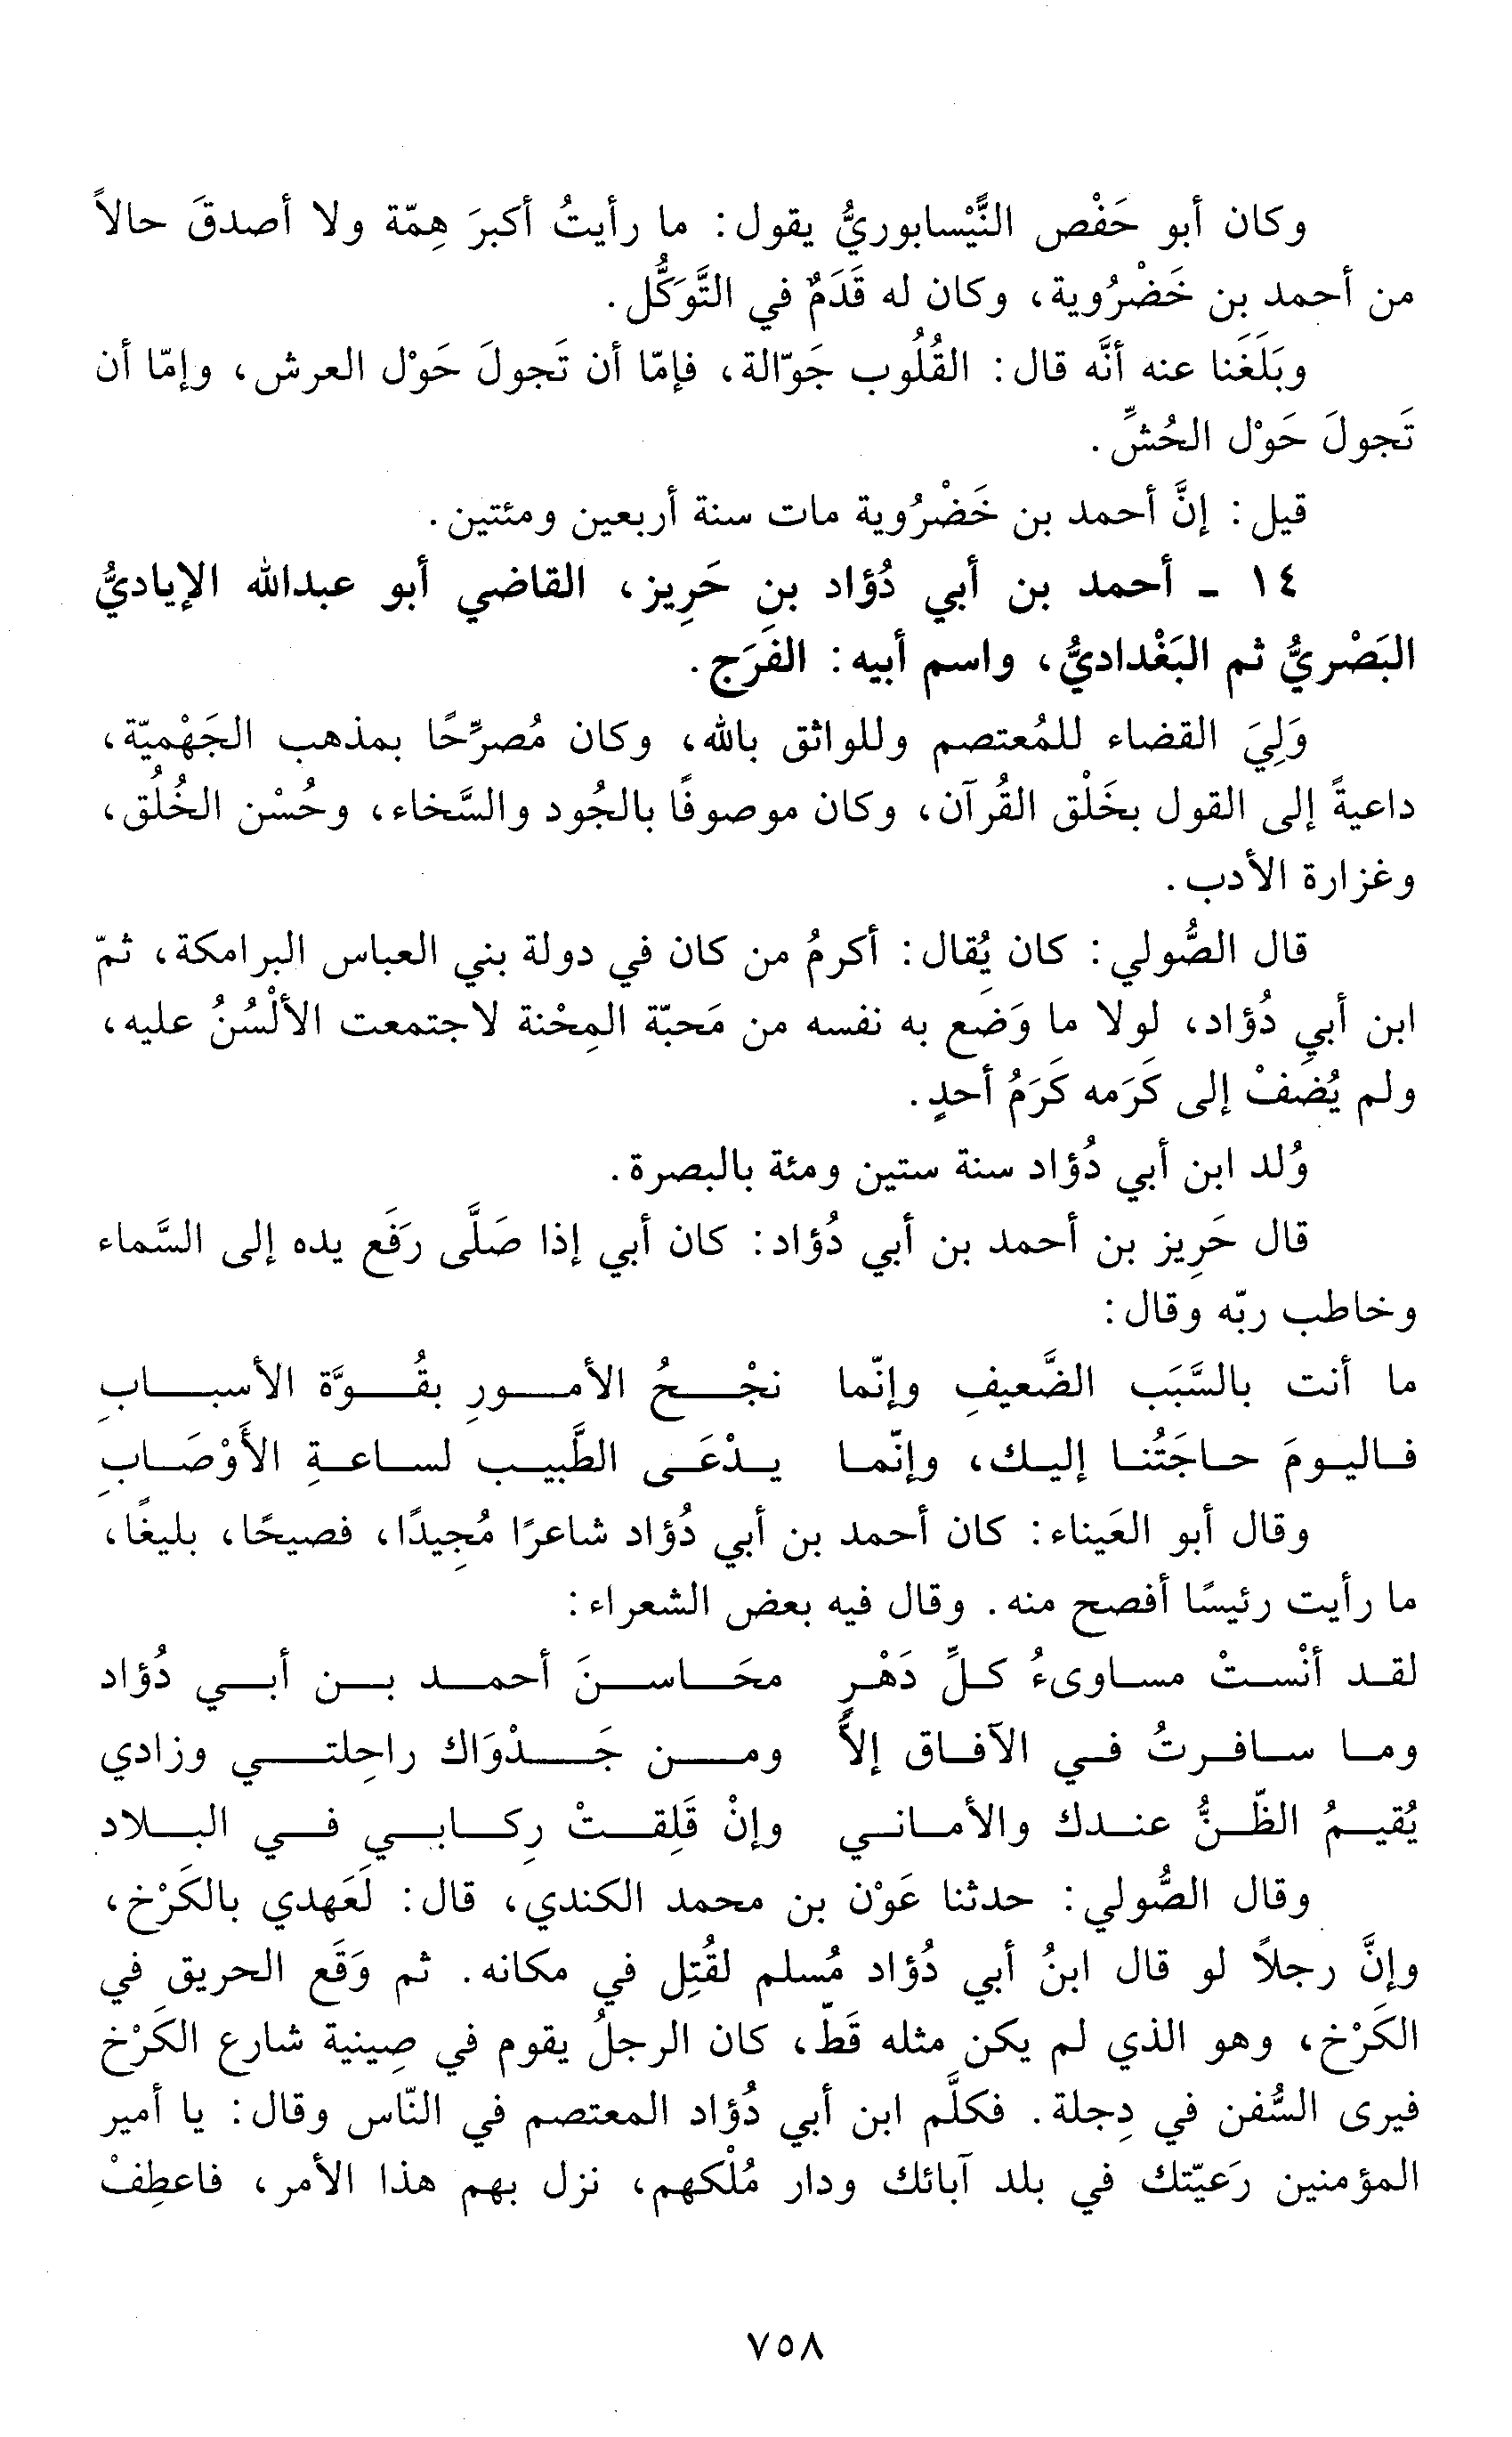 وكان أبو حَفْص النَّيْسابوريُّ يقول: ما رأيتُ أكبرَ هِمّة ولا أصدقَ حالاً
من أحمد بن خَضْرُوية، وكان له قَدَمٌ في التَّوَكُّل.
وبَلَغَنا عنه أنَّه قال: القُلُوب جَوّالة، فإمّا أن تَجولَ حَوْل العرش، وإمّا أن
تَجولَ حَوْل الحُشِّ.
قيل: إنَّ أحمد بن خَضْرُوية مات سنة أربعين ومئتين.
١٤ - أحمد بن أبي دُؤاد بنِ حَرِيز، القاضي أبو عبدالله الإياديُّ
البَصْريُّ ثم البَغْداديُّ، واسم أبيه: الفَرَج.
وَلِيَ القضاء للمُعتصم وللواثق بالله، وكان مُصرِّحًا بمذهب الجَهْميّة،
داعيةً إلى القول بخَلْق القُرآن، وكان موصوفًا بالجُود والسَّخاء، وحُسْن الخُلُق،
وغزارة الأدب.
قال الصُّولي: كان يُقال: أكرمُ من كان في دولة بني العباس البرامكة، ثمّ
ابن أبي دُؤاد، لولا ما وَضع به نفسه من مَحبّة المِحْنة لاجتمعت الألْسُنُ عليه،
ولم يُضفْ إلى كَرَمه كَرَمُ أحدٍ.
وُلد ابن أبي دُؤاد سنة ستين ومئة بالبصرة.
قال حَرِيز بن أحمد بن أبي دُؤاد: كان أبي إذا صَلَّى رَفَع يده إلى السَّماء
وخاطب ربّه وقال:
ما أنت بالسَّبَب الضَّعيفِ وإنّما نجْحُ الأمورِ بقُوَّة الأسبابِ
فاليومَ حاجَتُنا إليك، وإنّما يدْعَى الطَّبيب لساعةِ الأَوْصَابِ
وقال أبو العَيناء: كان أحمد بن أبي دُؤاد شاعرًا مُجِيدًا، فصيحًا، بليغًا،
ما رأيت رئيسًا أفصح منه. وقال فيه بعض الشعراء:
لقد أنْستْ مساوىءُ كلِّ دَهْرٍ محَاسنَ أحمد بن أبي دُؤاد
وما سافرتُ في الآفاق إلاَّ ومن جَدْوَاك راحِلتي وزادي
يُقيمُ الظّنُّ عندك والأماني وإنْ قَلِقتْ رِكابي في البلاد
وقال الصُّولي: حدثنا عَوْن بن محمد الكندي، قال: لَعَهدي بالكَرْخ،
وإنَّ رجلاً لو قال ابنُ أبي دُؤاد مُسلم لقُتِل في مكانه. ثم وَقَع الحريق في
الكَرْخ، وهو الذي لم يكن مثله قَطّ، كان الرجلُ يقوم في صِينية شارع الكَرْخ
فيرى السُّفن في دِجلة. فكلَّم ابن أبي دُؤاد المعتصم في النّاس وقال: يا أمير
المؤمنين رَعيّتك في بلد آبائك ودار مُلْكهم، نزل بهم هذا الأمر، فاعطِفْ
٧٥٨